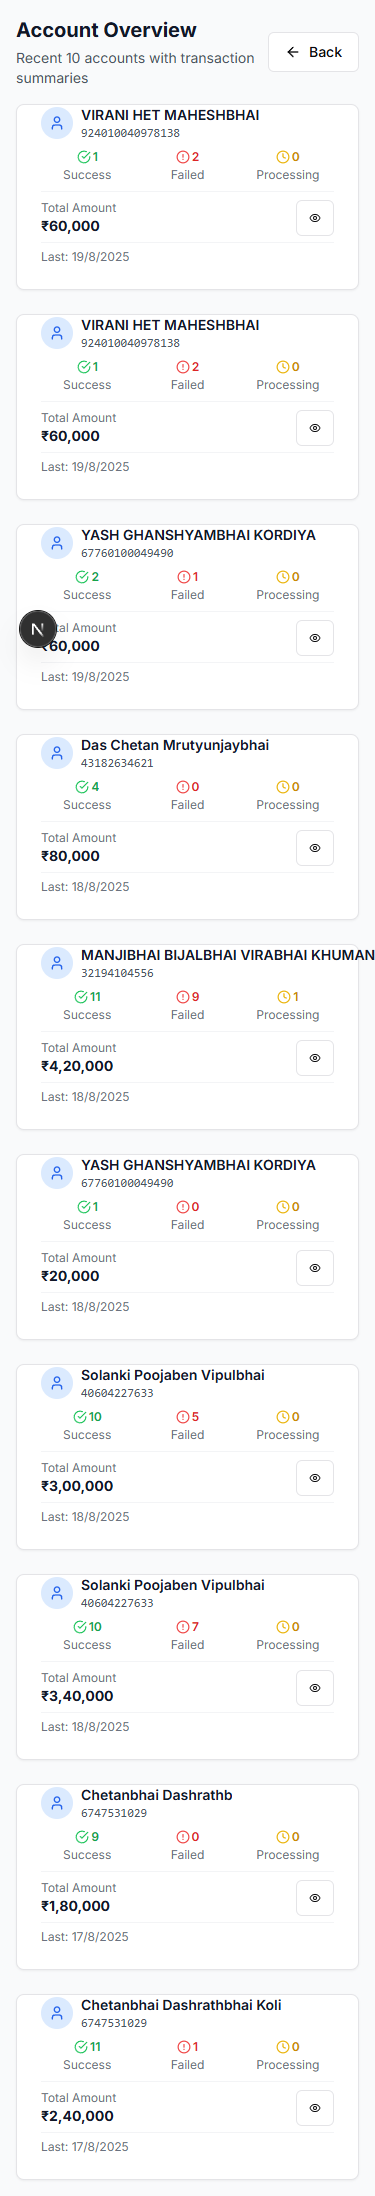 Account Overview
Recent 10 accounts with transaction
summaries
Back
VIRANI HET MAHESHBHAI
924010040978138
1 2 0
Success Failed Processing
Total Amount
₹60,000
Last: 19/8/2025
VIRANI HET MAHESHBHAI
924010040978138
1 2 0
Success Failed Processing
Total Amount
₹60,000
Last: 19/8/2025
YASH GHANSHYAMBHAI KORDIYA
67760100049490
2 1 0
Success Failed Processing
N
tal Amount
₹60,000
Last: 19/8/2025
Das Chetan Mrutyunjaybhai
43182634621
4 0 0
Success Failed Processing
Total Amount
₹80,000
Last: 18/8/2025
MANJIBHAI BIJALBHAI VIRABHAI KHUMAN
32194104556
11 9 1
Success Failed Processing
Total Amount
₹4,20,000
Last: 18/8/2025
YASH GHANSHYAMBHAI KORDIYA
67760100049490
1 0 0
Success Failed Processing
Total Amount
₹20,000
Last: 18/8/2025
Solanki Poojaben Vipulbhai
40604227633
10 5 0
Success Failed Processing
Total Amount
₹3,00,000
Last: 18/8/2025
Solanki Poojaben Vipulbhai
40604227633
10 7 0
Success Failed Processing
Total Amount
₹3,40,000
Last: 18/8/2025
Chetanbhai Dashrathb
6747531029
9 0 0
Success Failed Processing
Total Amount
₹1,80,000
Last: 17/8/2025
Chetanbhai Dashrathbhai Koli
6747531029
11 1 0
Success Failed Processing
Total Amount
₹2,40,000
Last: 17/8/2025